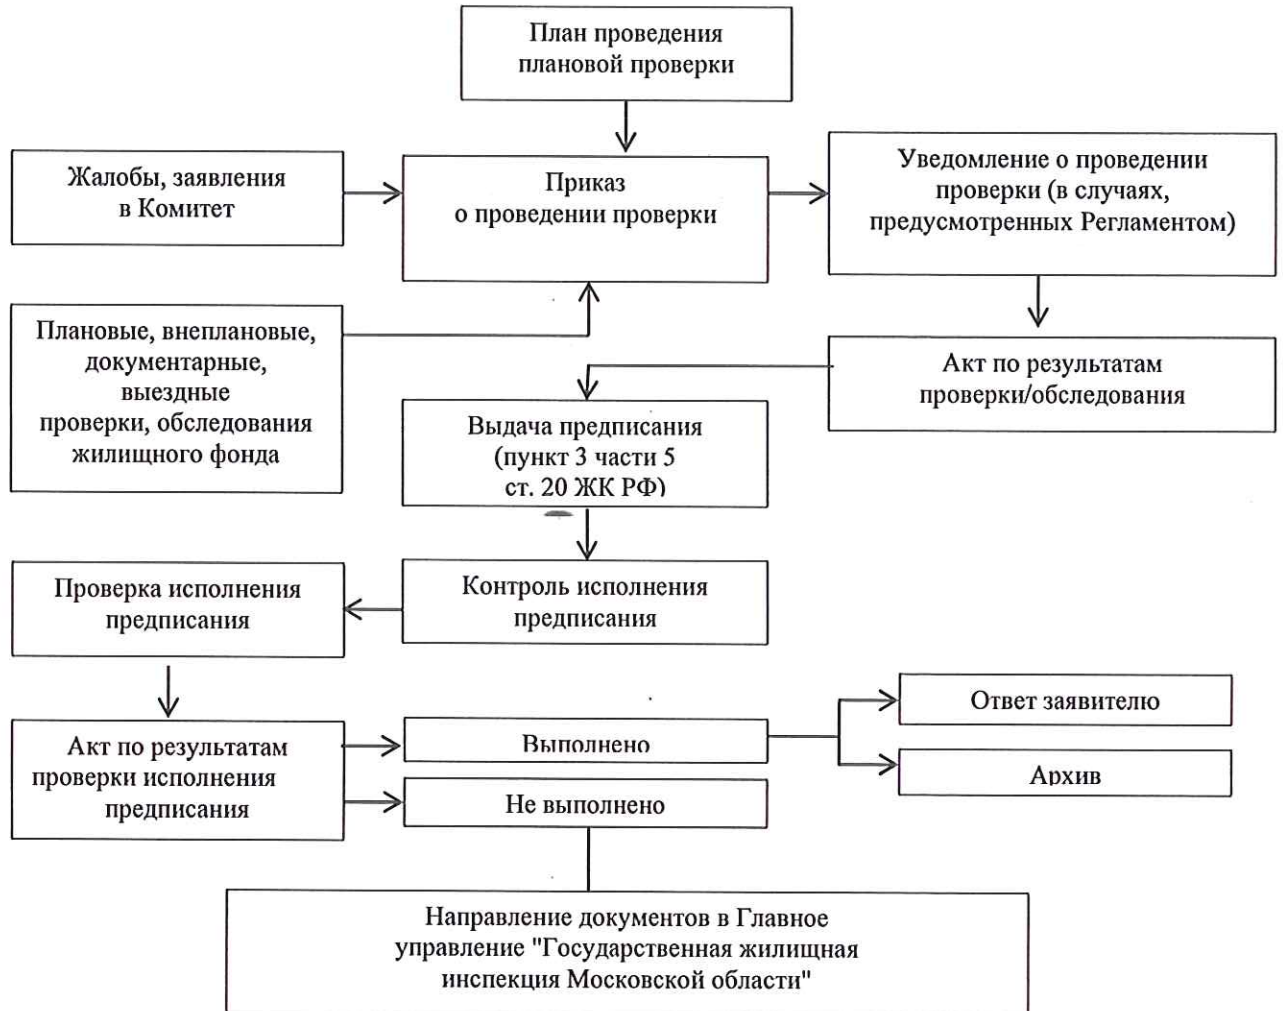 План проведения
плановой проверки
Жалобы, заявления
в Комитет
Приказ
о проведении проверки
Уведомление о проведении
проверки (в случаях,
предусмотренных Регламентом)
Плановые, внеплановые,
документарные,
выездные
проверки, обследования
жилищного фонда
Акт по результатам
проверки/обследования
Выдача предписания
(пункт 3 части 5
ст. 20 ЖК РФ)
Проверка исполнения
предписания
Контроль исполнения
предписания
Акт по результатам
проверки исполнения
предписания
Выполнено
Не выполнено
Ответ заявителю
Архив
Направление документов в Главное
управление "Государственная жилищная
инспекция Московской области"